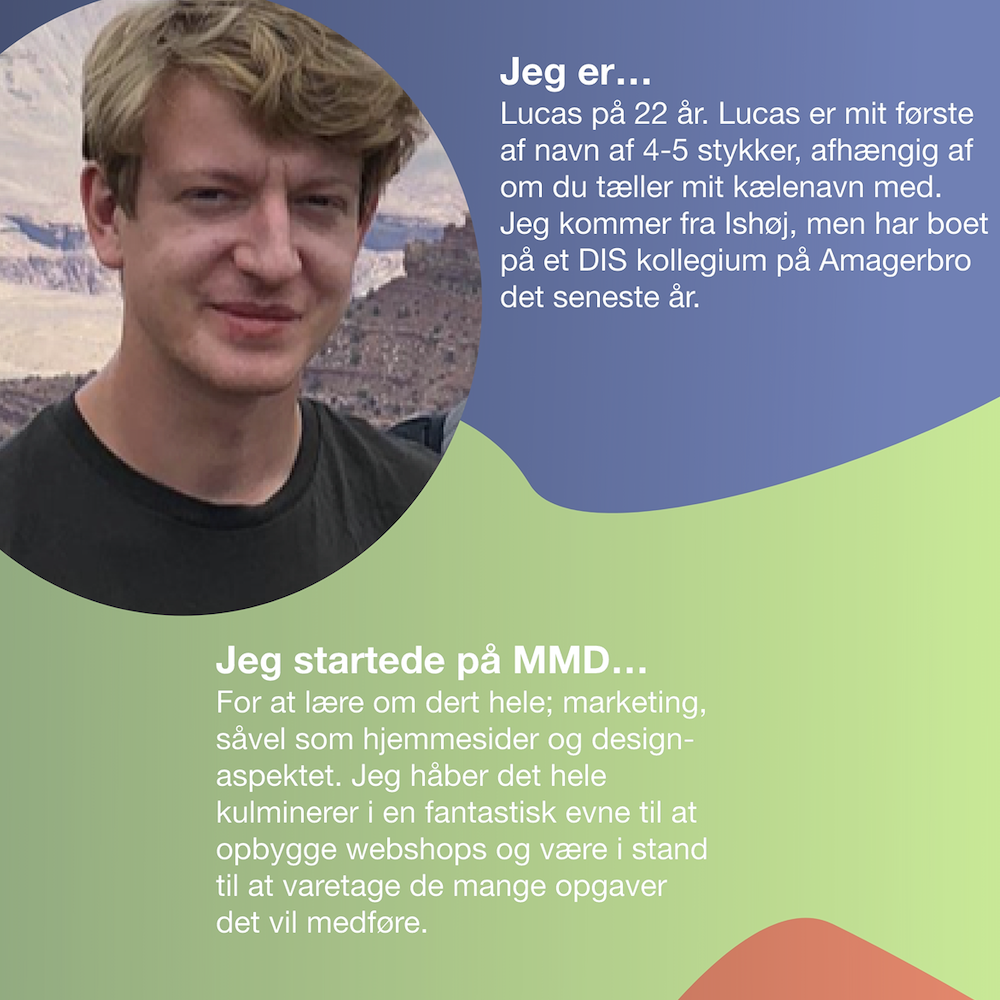 Jeg er...
Lucas på 22 år. Lucas er mit første
af navn af 4-5 stykker, afhængig af
om du tæller mit kælenavn med.
Jeg kommer fra Ishøj, men har boet
på et DIS kollegium på Amagerbro
det seneste år.
Jeg startede på MMD...
For at lære om dert hele; marketing,
såvel som hjemmesider og design-
aspektet. Jeg håber det hele
kulminerer i en fantastisk evne til at
opbygge webshops og være i stand
til at varetage de mange opgaver
det vil medføre.